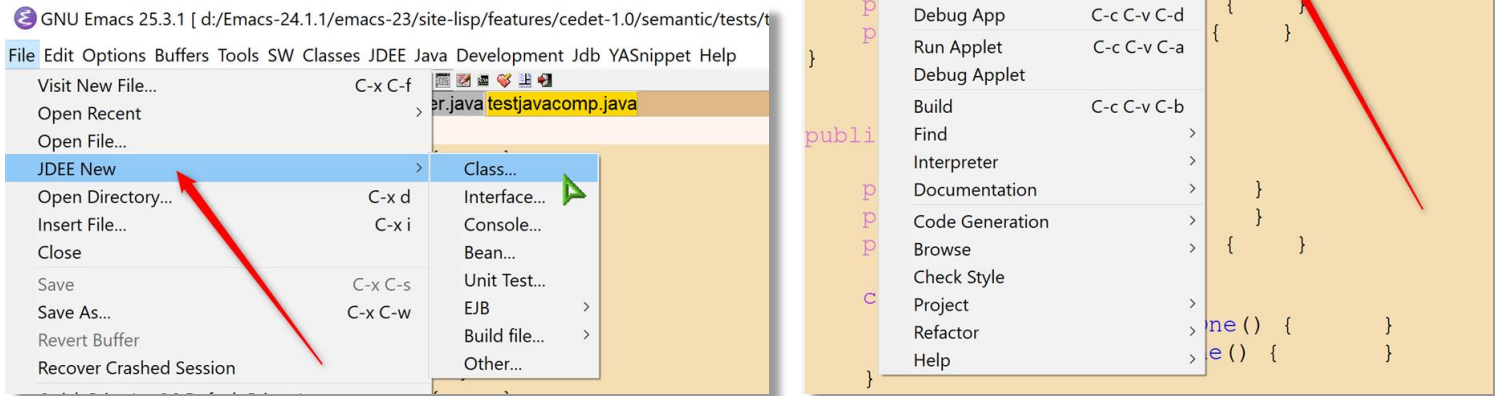 GNU Emacs 25.3.1 [ d:/Emacs-24.1.1/emacs-23/site-lisp/features/cedet-1.0/semantic/tests/t
File Edit Options Buffers Tools SW Classes JDEE Java Development Jdb YASnippet Help
Visit New File... C-x C-f
er.java testjavacomp.java
Open Recent >
Open File...
JDEE New >
Open Directory... C-x d
Insert File... C-x i
Close
Save C-x C-s
Save As... C-x C-w
Revert Buffer
Recover Crashed Session
Class...
Interface...
Console...
Bean...
Unit Test...
EJB >
Build file... >
Other...
p
Debug App C-c C-v C-d { }
p
Run Applet C-c C-v C-a { }
}
Debug Applet
Build C-c C-v C-b
publi
Find >
Interpreter >
p
Documentation > }
p
Code Generation > }
p
Browse > { }
Check Style
c
Project >
Refactor > ne() { }
Help > e() { }
}